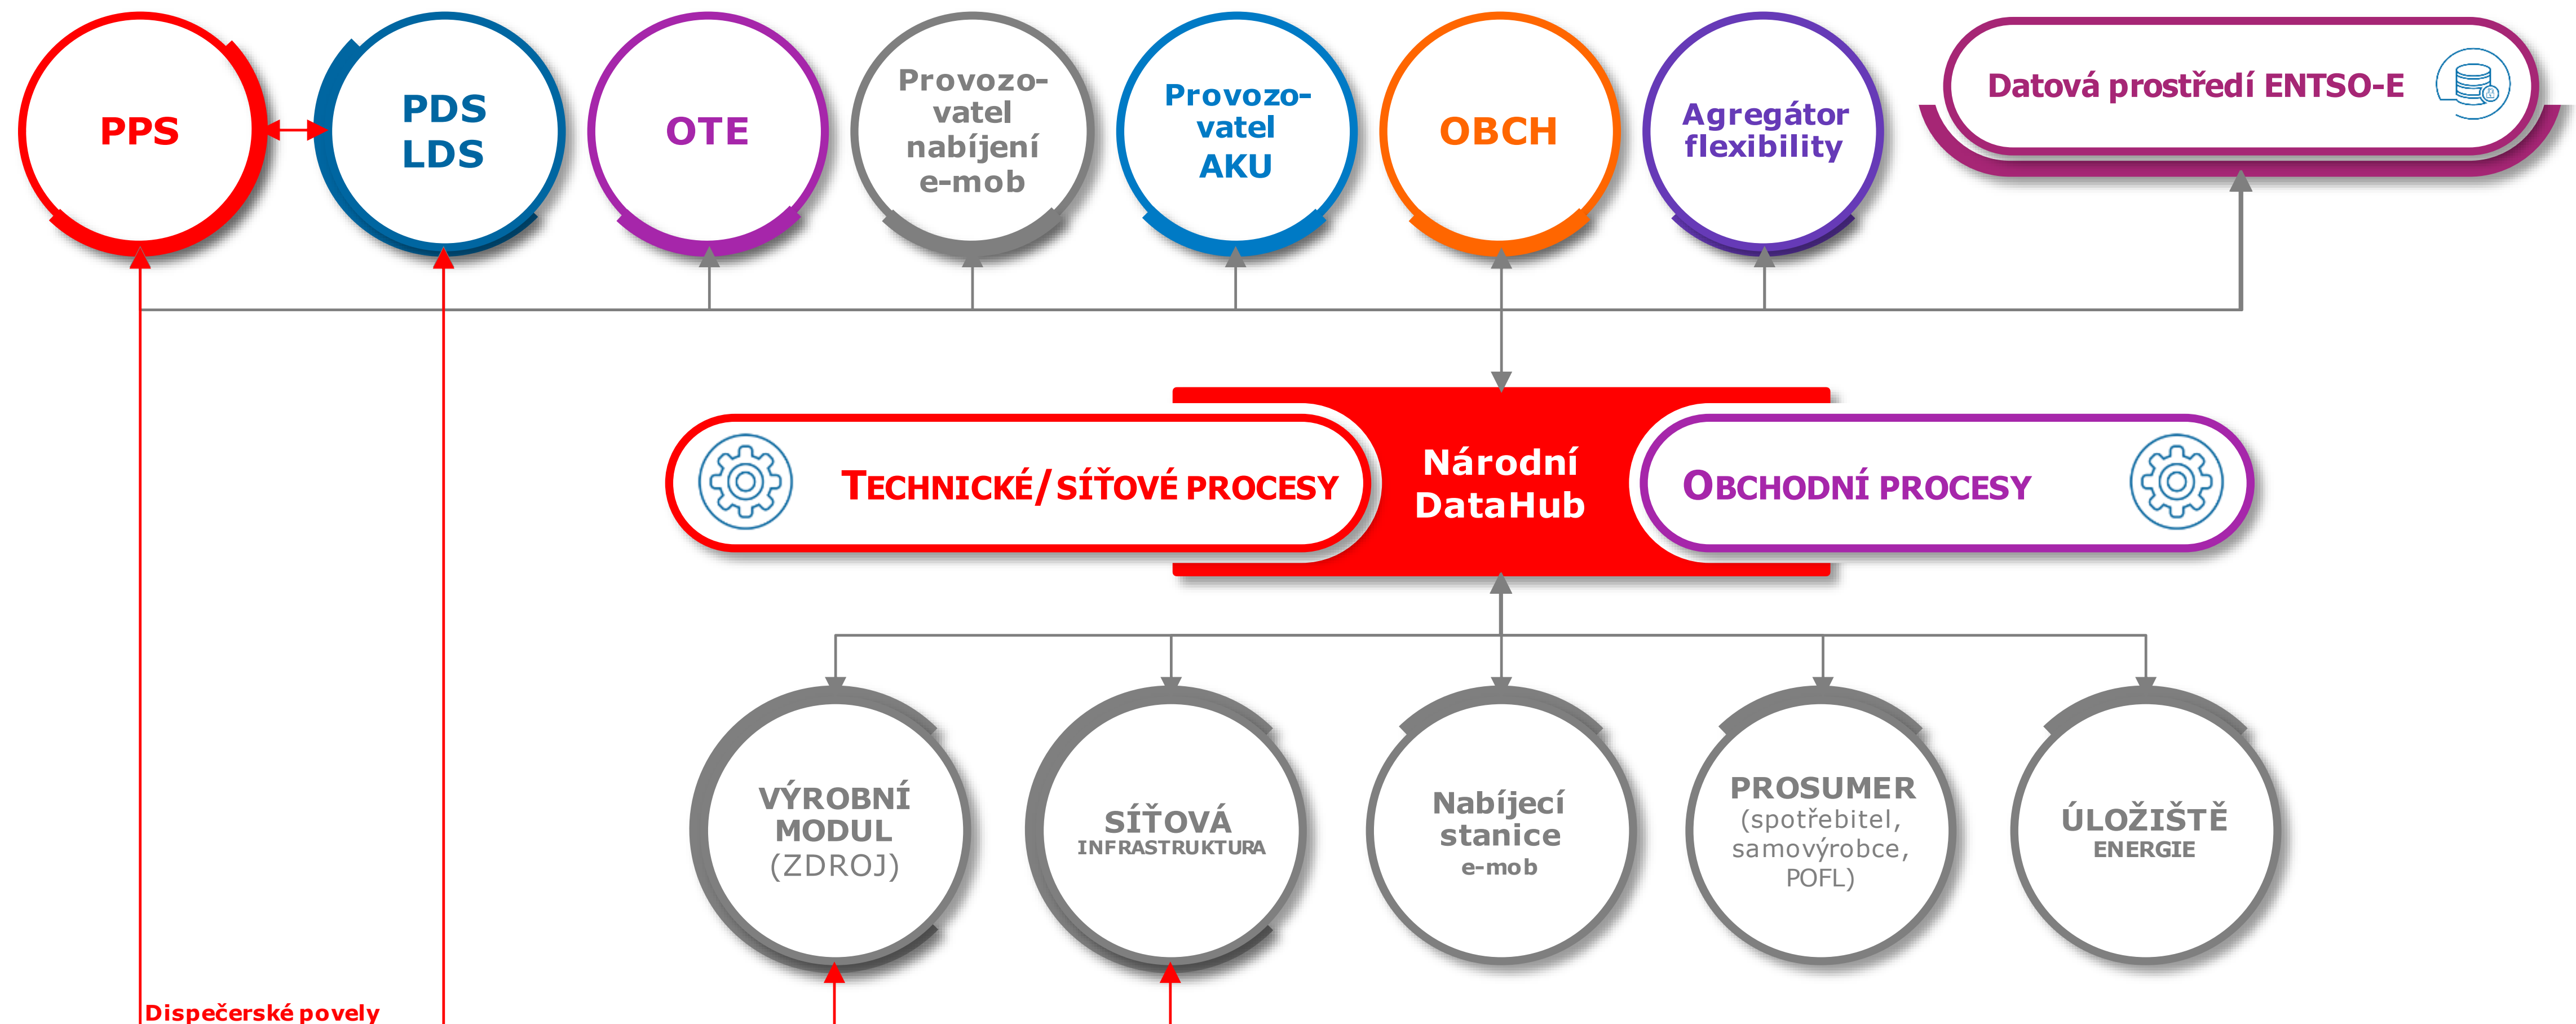 PPS
PDS
LDS
OTE
Provozo-
vatel
nabíjení
e-mob
Provozo-
vatel
AKU
OBCH
Agregátor
flexibility
Datová prostředí ENTSO-E
TECHNICKÉ/SÍŤOVÉ PROCESY
Národní
DataHub
OBCHODNÍ PROCESY
VÝROBNÍ
MODUL
(ZDROJ)
SÍŤOVÁ
INFRASTRUKTURA
Nabíjecí
stanice
e-mob
PROSUMER
(spotřebitel,
samovýrobce,
POFL)
ÚLOŽIŠTĚ
ENERGIE
Dispečerské povely